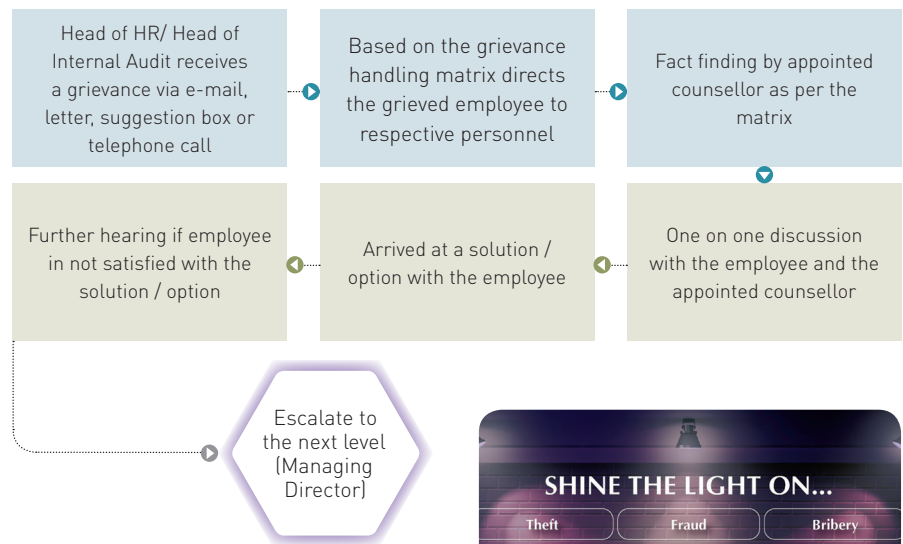 Head of HR/ Head of
Internal Audit receives
a grievance via e-mail,
letter, suggestion box or
telephone call
Based on the grievance
handling matrix directs
the grieved employee to
respective personnel
Fact finding by appointed
counsellor as per the
matrix
One on one discussion
with the employee and the
appointed counsellor
Arrived at a solution /
option with the employee
Further hearing if employee
in not satisfied with the
solution / option
Escalate to
the next level
(Managing
Director)
SHINE THE LIGHT ON...
Theft
Fraud
Bribery